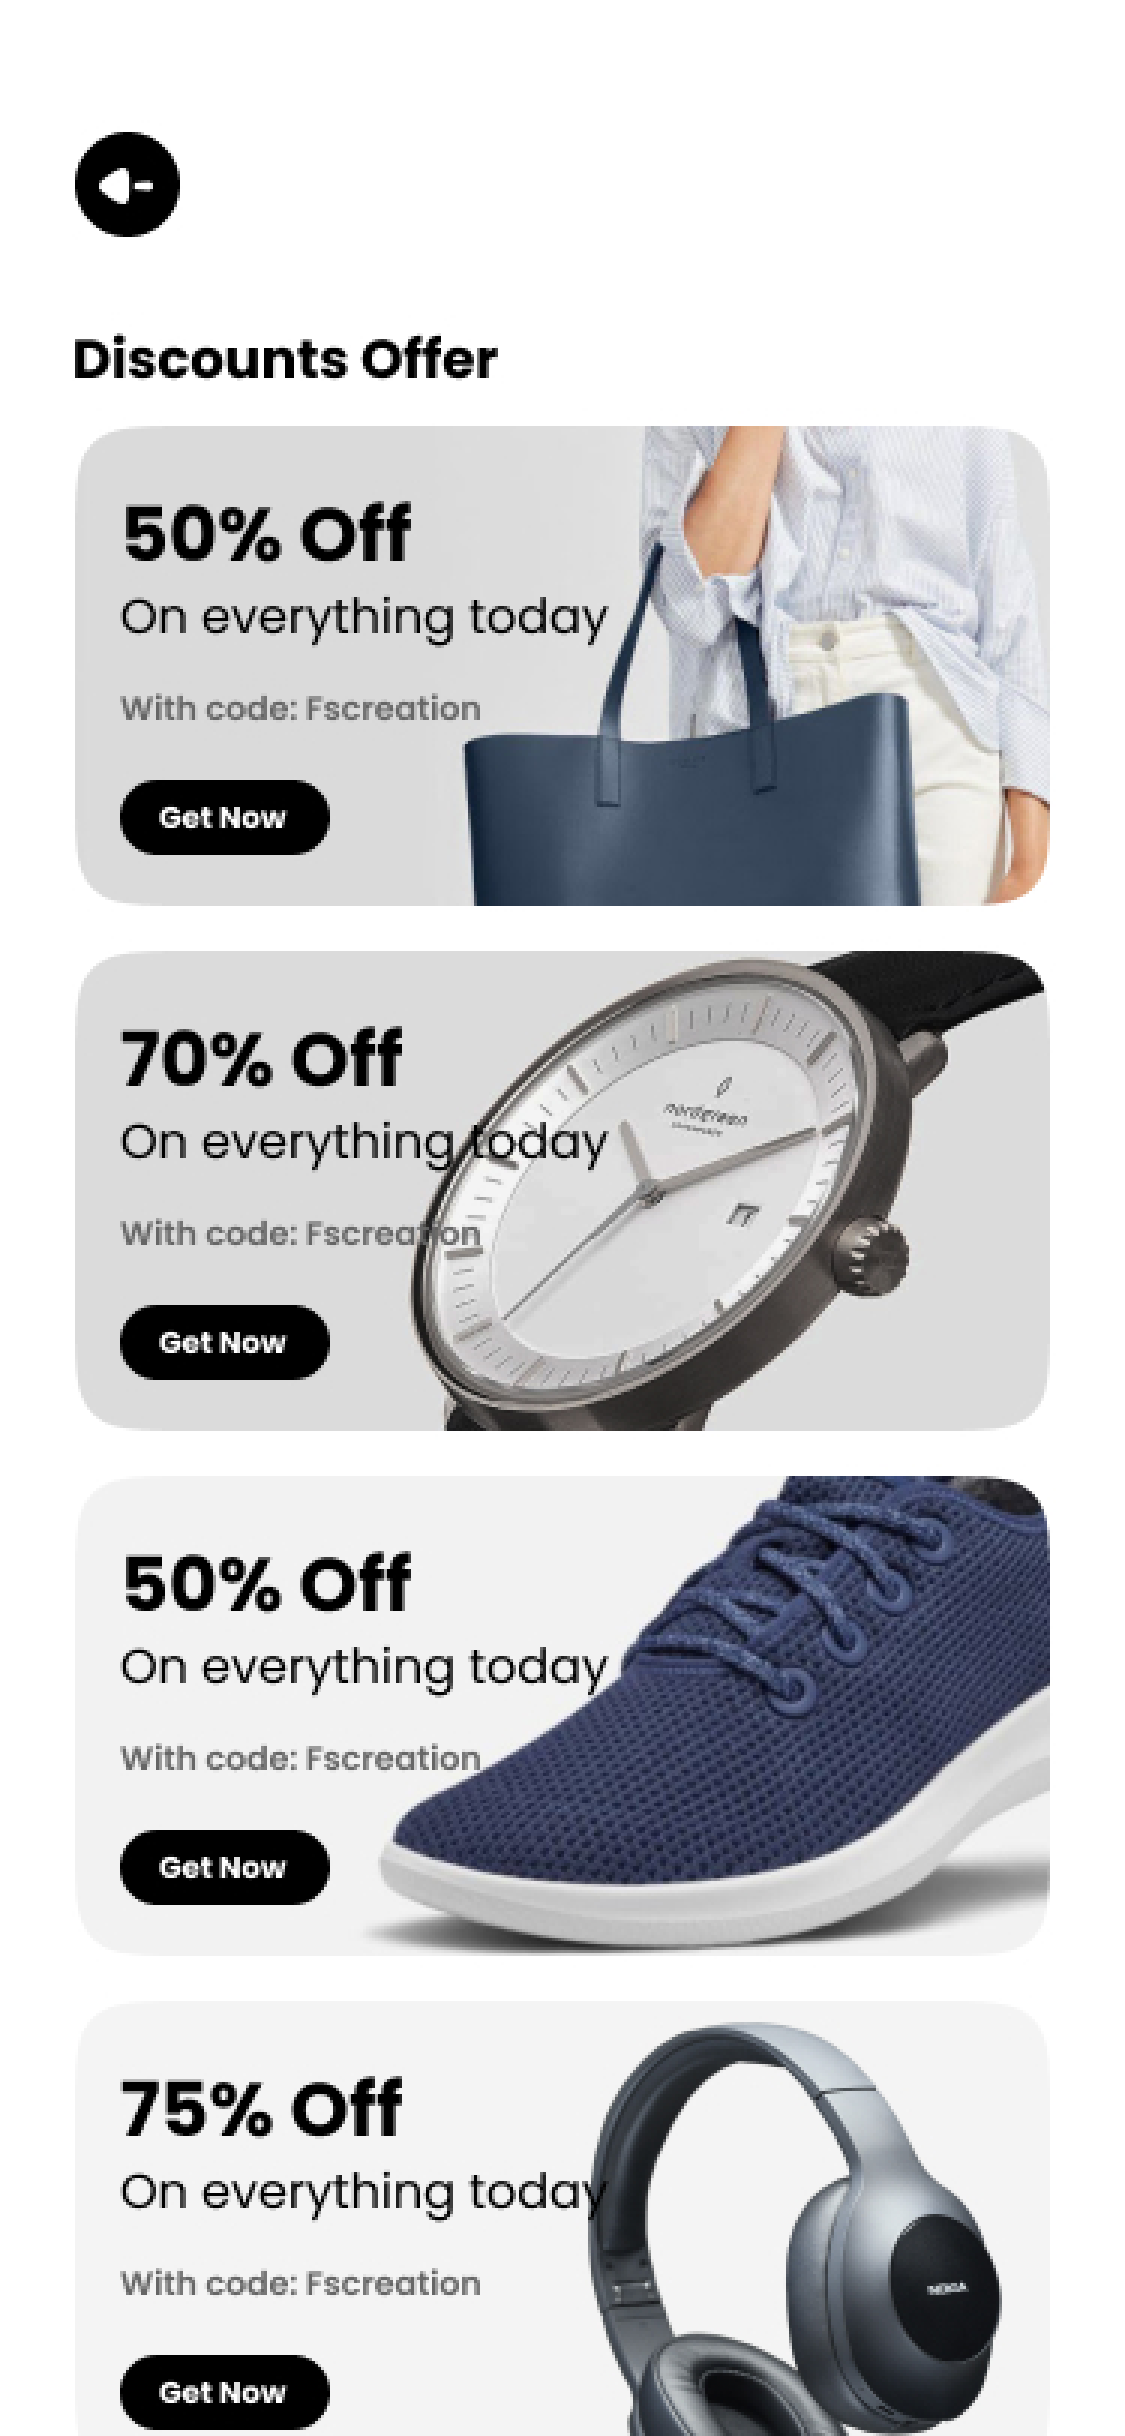 Discounts Offer
50% Off
On everything today
With code: Fscreation
Get Now
70% Off
On everything today
With code: Fscreation
Get Now
nordgreen
50% Off
On everything today
With code: Fscreation
Get Now
75% Off
On everything today
With code: Fscreation
Get Now
NOKIA